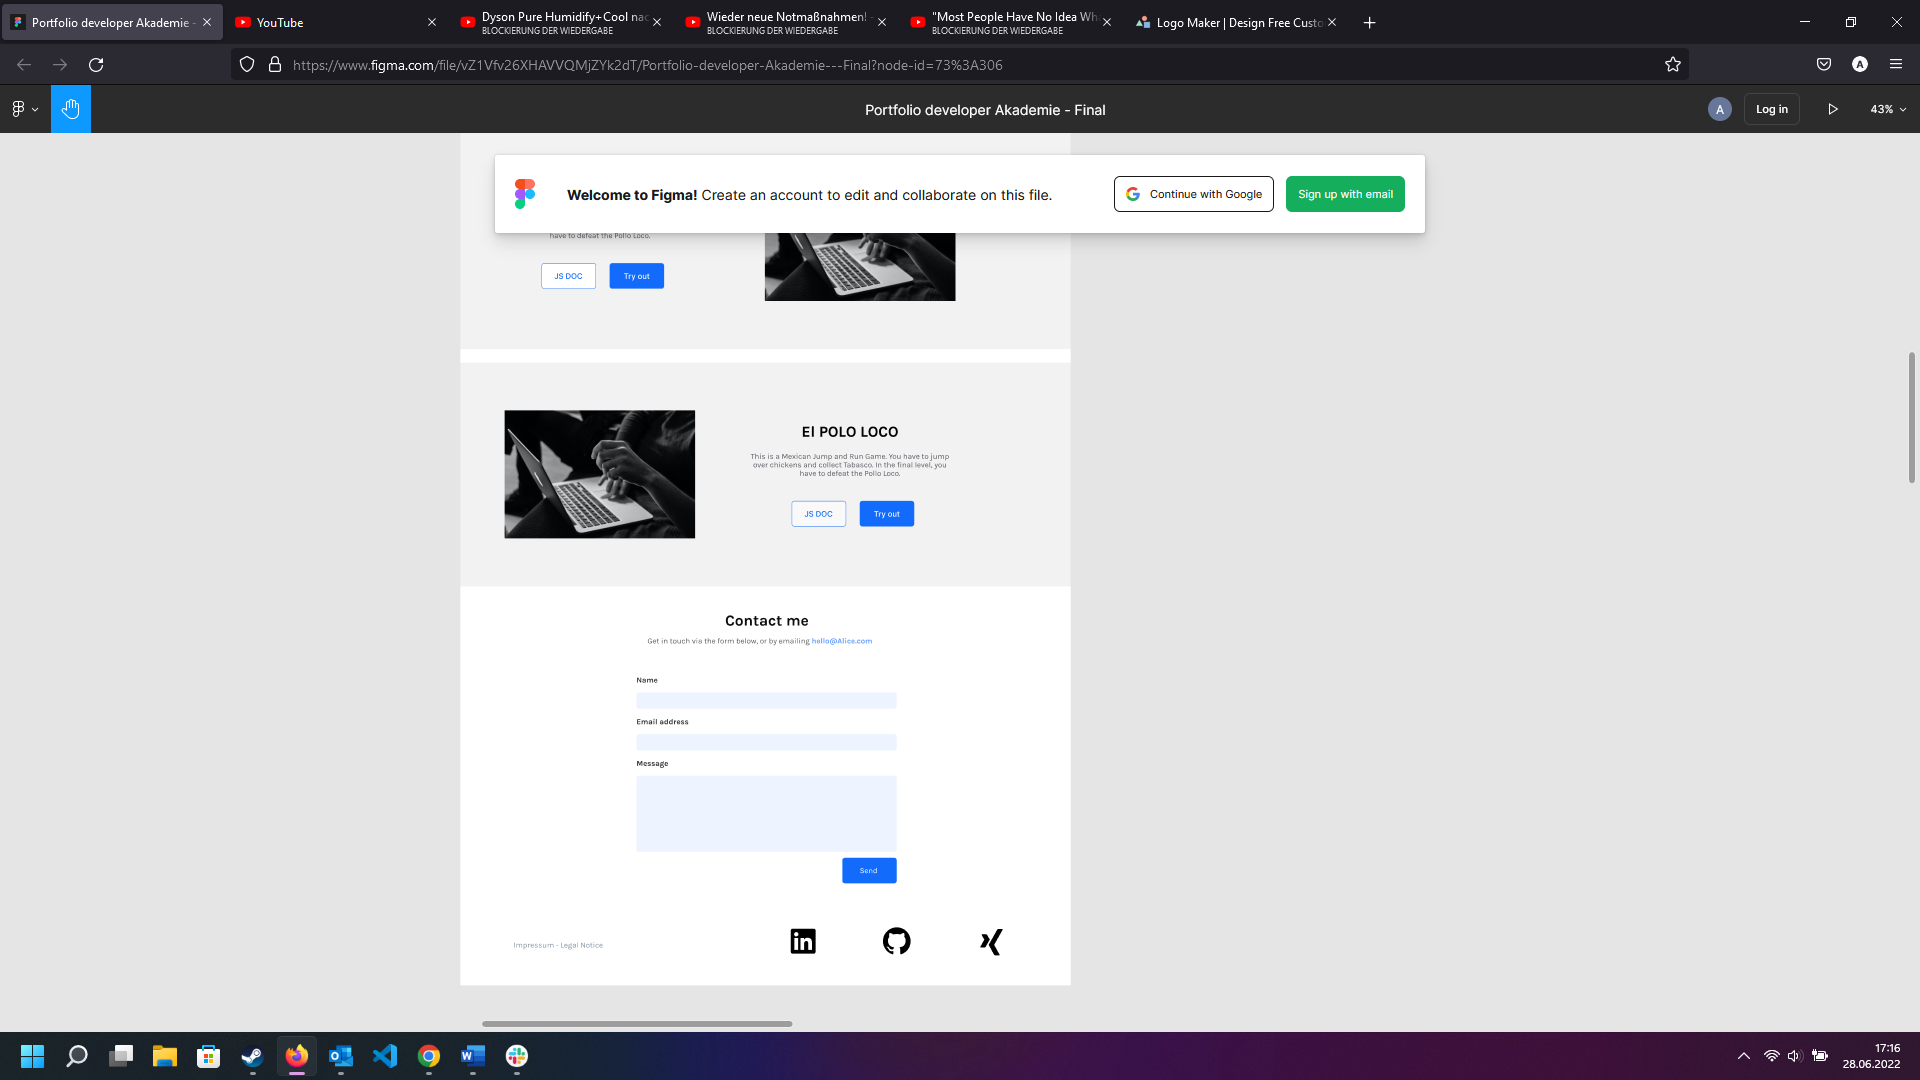 Portfolio developer Akademie -
YouTube
Dyson Pure Humidify+Cool nac
BLOCKIERUNG DER WIEDERGABE
Wieder neue Notmaßnahmen! -
BLOCKIERUNG DER WIEDERGABE
"Most People Have No Idea Wh
BLOCKIERUNG DER WIEDERGABE
Logo Maker | Design Free Custo
https://www.figma.com/file/vZ1Vfv26XHAVVQMjZYk2dT/Portfolio-developer-Akademie---Final?node-id=73%3A306
A
Portfolio developer Akademie - Final
A
Log in
43%
Welcome to Figma! Create an account to edit and collaborate on this file.
Continue with Google
Sign up with email
have to defeat the Pollo Loco.
JS DOC
Try out
El POLO LOCO
This is a Mexican Jump and Run Game. You have to jump
over chickens and collect Tabasco. In the final level, you
have to defeat the Pollo Loco.
JS DOC
Try out
Contact me
Get in touch via the form below, or by emailing hello@Alice.com
Name
Email address
Message
Send
Impressum - Legal Notice
in
17:16
28.06.2022